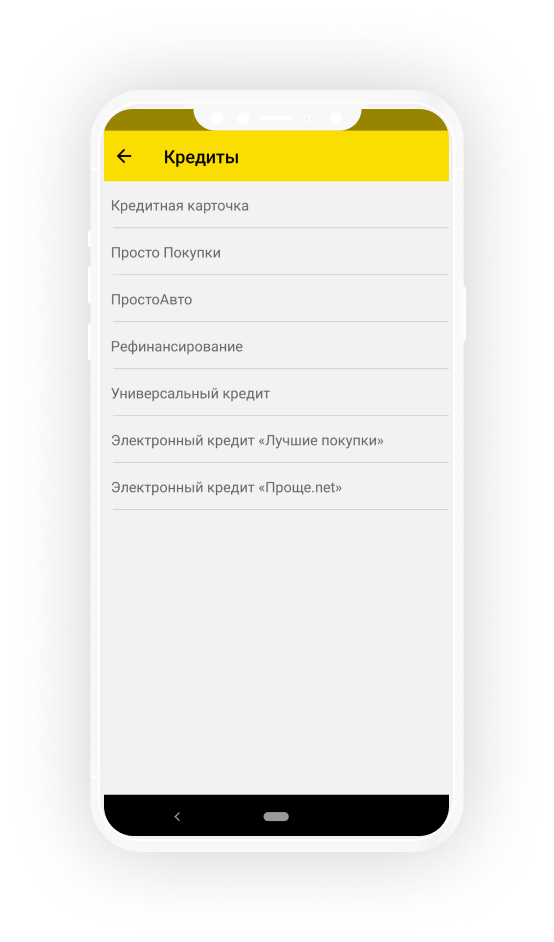 Кредиты
Кредитная карточка
Просто Покупки
ПростоАвто
Рефинансирование
Универсальный кредит
Электронный кредит «Лучшие покупки»
Электронный кредит «Проще.net»